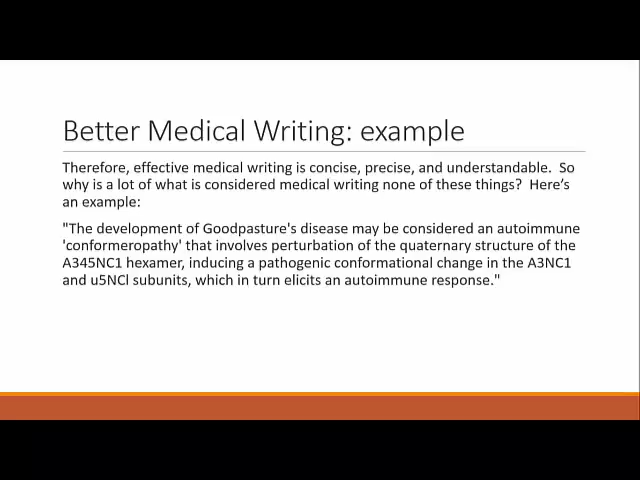 Better Medical Writing: example
Therefore, effective medical writing is concise, precise, and understandable.  So
why is a lot of what is considered medical writing none of these things?  Here's
an example:
"The development of Goodpasture's disease may be considered an autoimmune
'conformeropathy' that involves perturbation of the quaternary structure of the
A345NC1 hexamer, inducing a pathogenic conformational change in the A3NC1
and u5NCl subunits, which in turn elicits an autoimmune response."